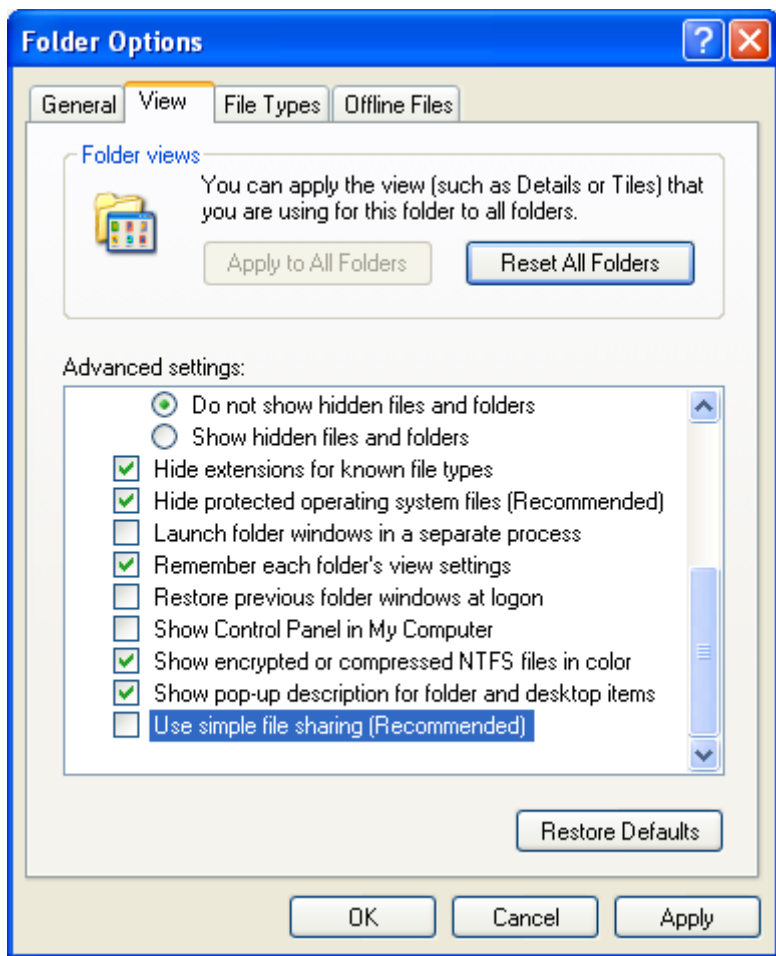 Folder Options
General View File Types Offline Files
Folder views
You can apply the view (such as Details or Tiles) that
you are using for this folder to all folders.
Apply to All Folders Reset All Folders
Advanced settings:
Do not show hidden files and folders
Show hidden files and folders
Hide extensions for known file types
Hide protected operating system files (Recommended)
Launch folder windows in a separate process
Remember each folder's view settings
Restore previous folder windows at logon
Show Control Panel in My Computer
Show encrypted or compressed NTFS files in color
Show pop-up description for folder and desktop items
Use simple file sharing (Recommended)
Restore Defaults
OK Cancel Apply